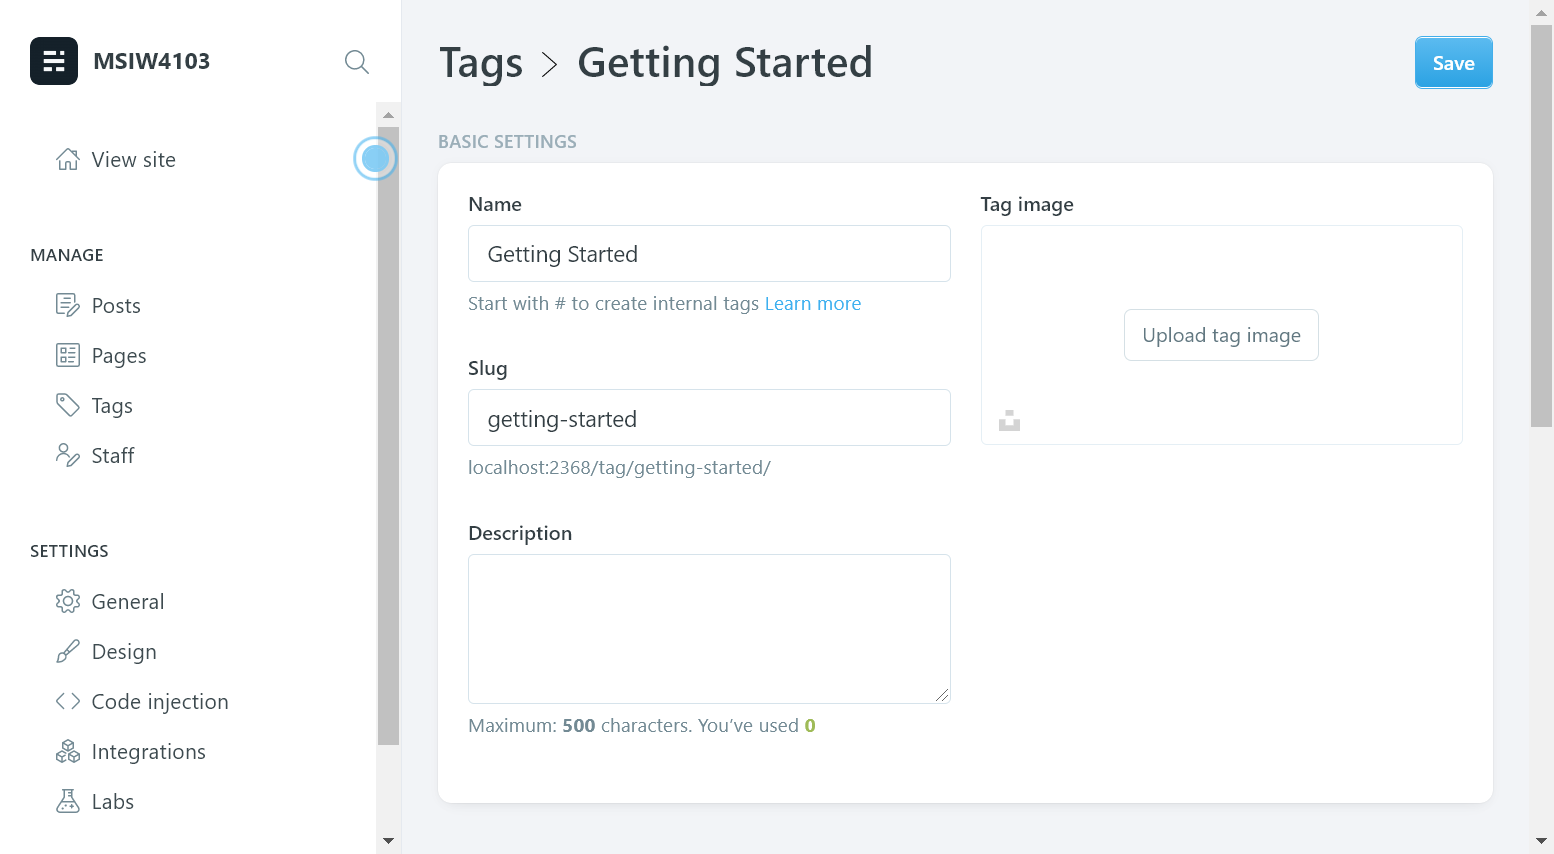 MSIW4103
View site
MANAGE
Posts
Pages
Tags
Staff
SETTINGS
General
Design
Code injection
Integrations
Labs
Tags > Getting Started
Save
BASIC SETTINGS
Name
Getting Started
Start with # to create internal tags Learn more
Slug
getting-started
localhost:2368/tag/getting-started/
Description
Maximum: 500 characters. You’ve used 0
Tag image
Upload tag image